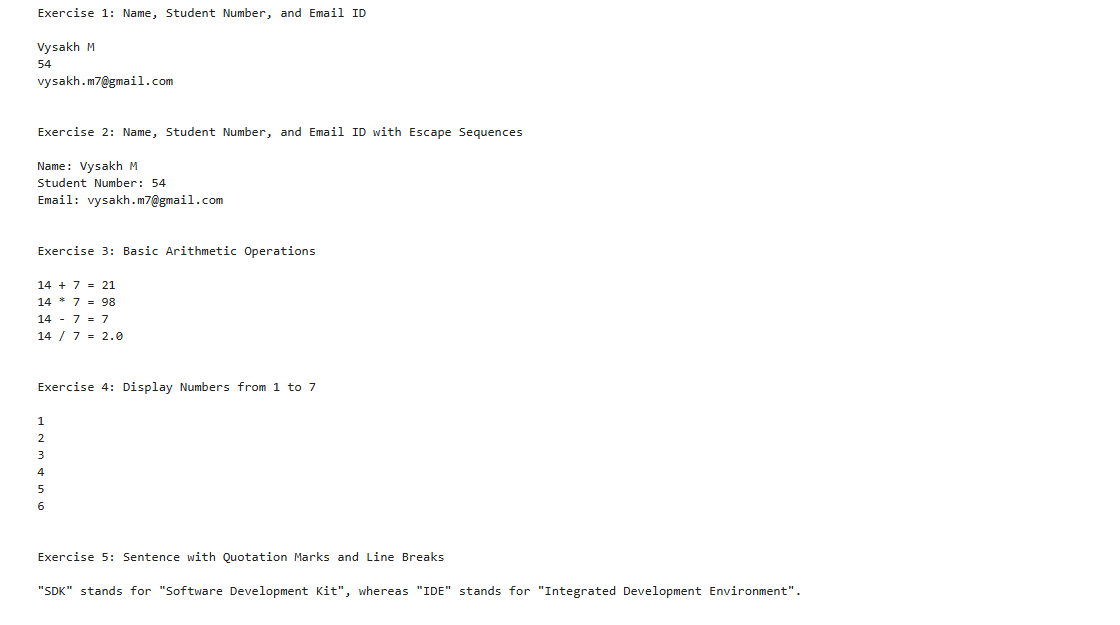 Exercise 1: Name, Student Number, and Email ID
Vysakh M
54
vysakh.m7@gmail.com
Exercise 2: Name, Student Number, and Email ID with Escape Sequences
Name: Vysakh M
Student Number: 54
Email: vysakh.m7@gmail.com
Exercise 3: Basic Arithmetic Operations
14 + 7 = 21
14 * 7 = 98
14 - 7 = 7
14 / 7 = 2.0
Exercise 4: Display Numbers from 1 to 7
1
2
3
4
5
6
Exercise 5: Sentence with Quotation Marks and Line Breaks
"SDK" stands for "Software Development Kit", whereas "IDE" stands for "Integrated Development Environment".